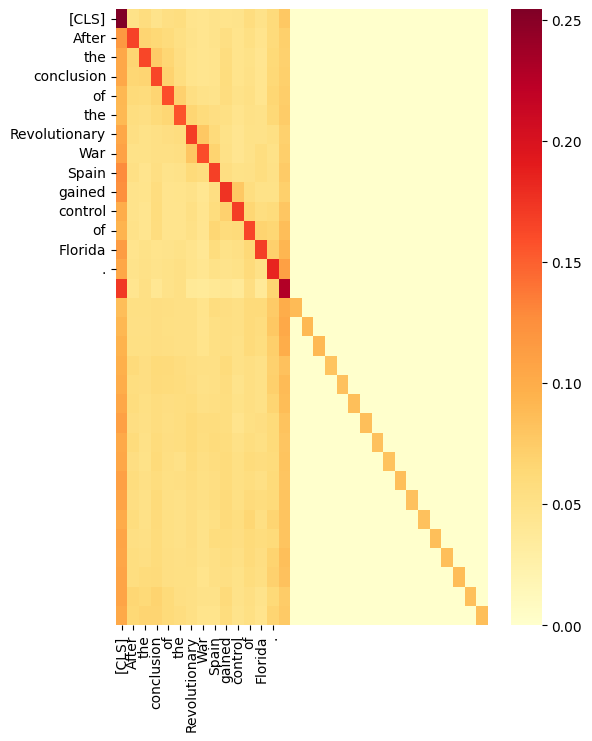 [CLS]
After
the
conclusion
of
the
Revolutionary
War
Spain
gained
control
of
Florida
.
0.25
0.20
0.15
0.10
0.05
0.00
[CLS]
After
the
conclusion
of
the
Revolutionary
War
Spain
gained
control
of
Florida
.